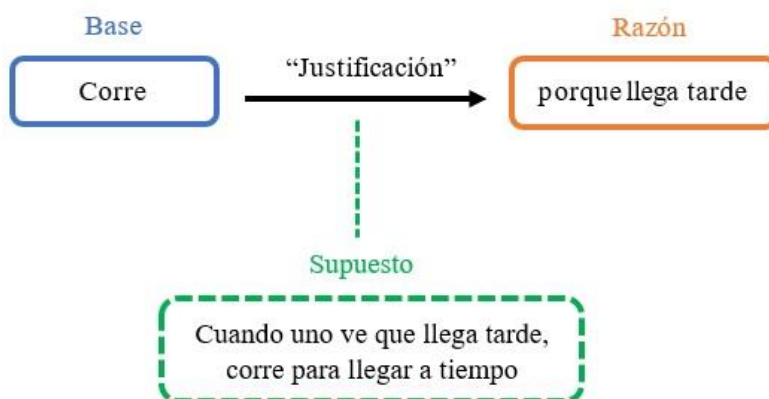 Base
Razón
“Justificación”
Corre
porque llega tarde
Supuesto
Cuando uno ve que llega tarde,
corre para llegar a tiempo